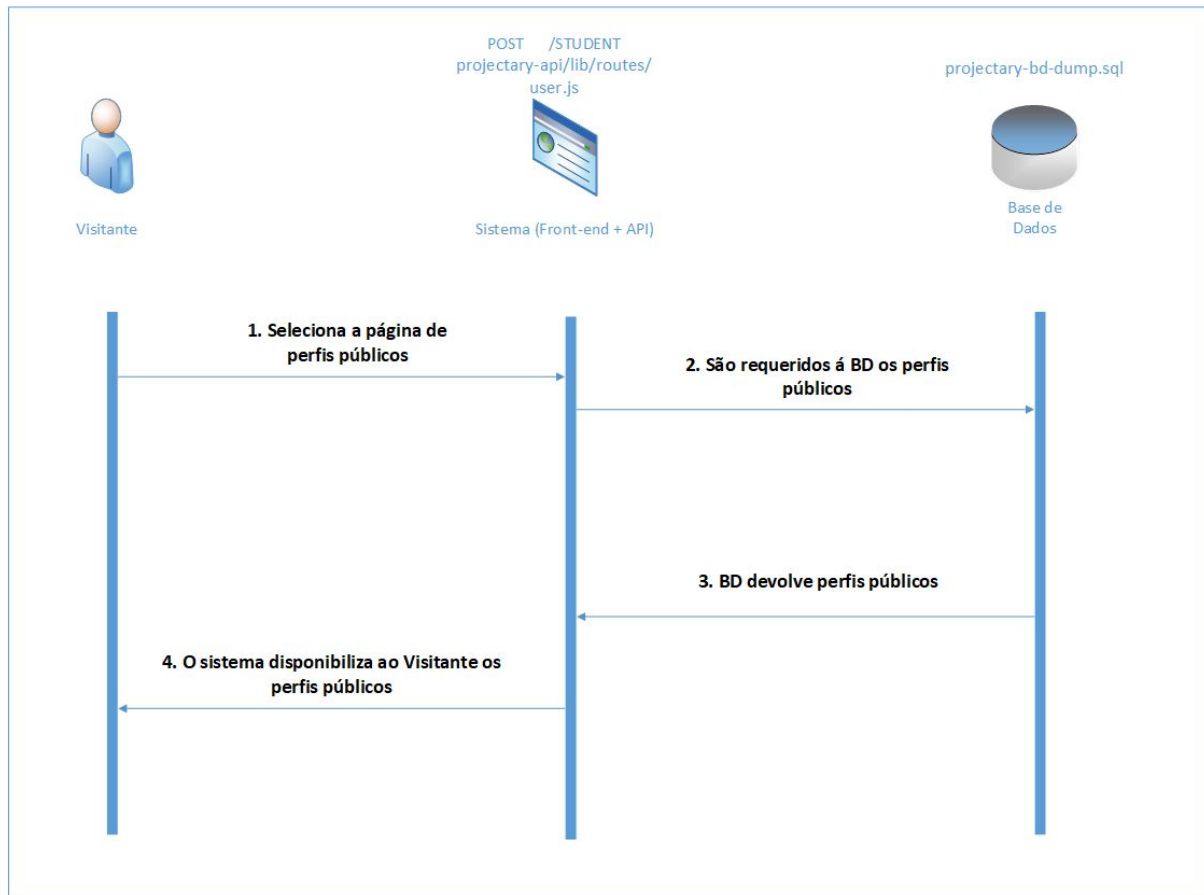 POST /STUDENT
projectary-api/lib/routes/
user.js
projectary-bd-dump.sql
Visitante
Sistema (Front-end + API)
Base de
Dados
1. Seleciona a página de
perfis públicos
2. São requeridos á BD os perfis
públicos
3. BD devolve perfis públicos
4. O sistema disponibiliza ao Visitante os
perfis públicos